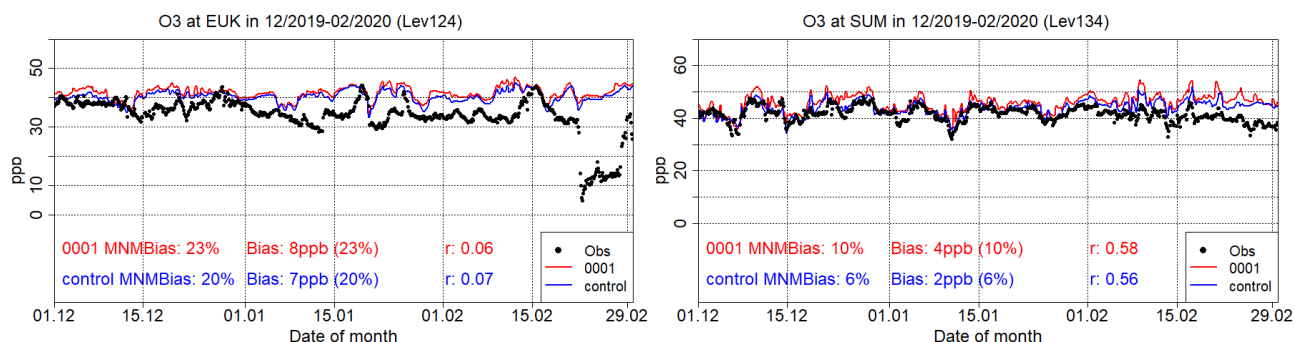 O3 at EUK in 12/2019-02/2020 (Lev124)
ppb
50
30
10
0
0001 MNMBias: 23% Bias: 8ppb (23%) r: 0.06
control MNMBias: 20% Bias: 7ppb (20%) r: 0.07
Obs
0001
control
01.12 15.12 01.01 15.01 01.02 15.02 29.02
Date of month
O3 at SUM in 12/2019-02/2020 (Lev134)
ppb
60
40
20
0
0001 MNMBias: 10% Bias: 4ppb (10%) r: 0.58
control MNMBias: 6% Bias: 2ppb (6%) r: 0.56
Obs
0001
control
01.12 15.12 01.01 15.01 01.02 15.02 29.02
Date of month